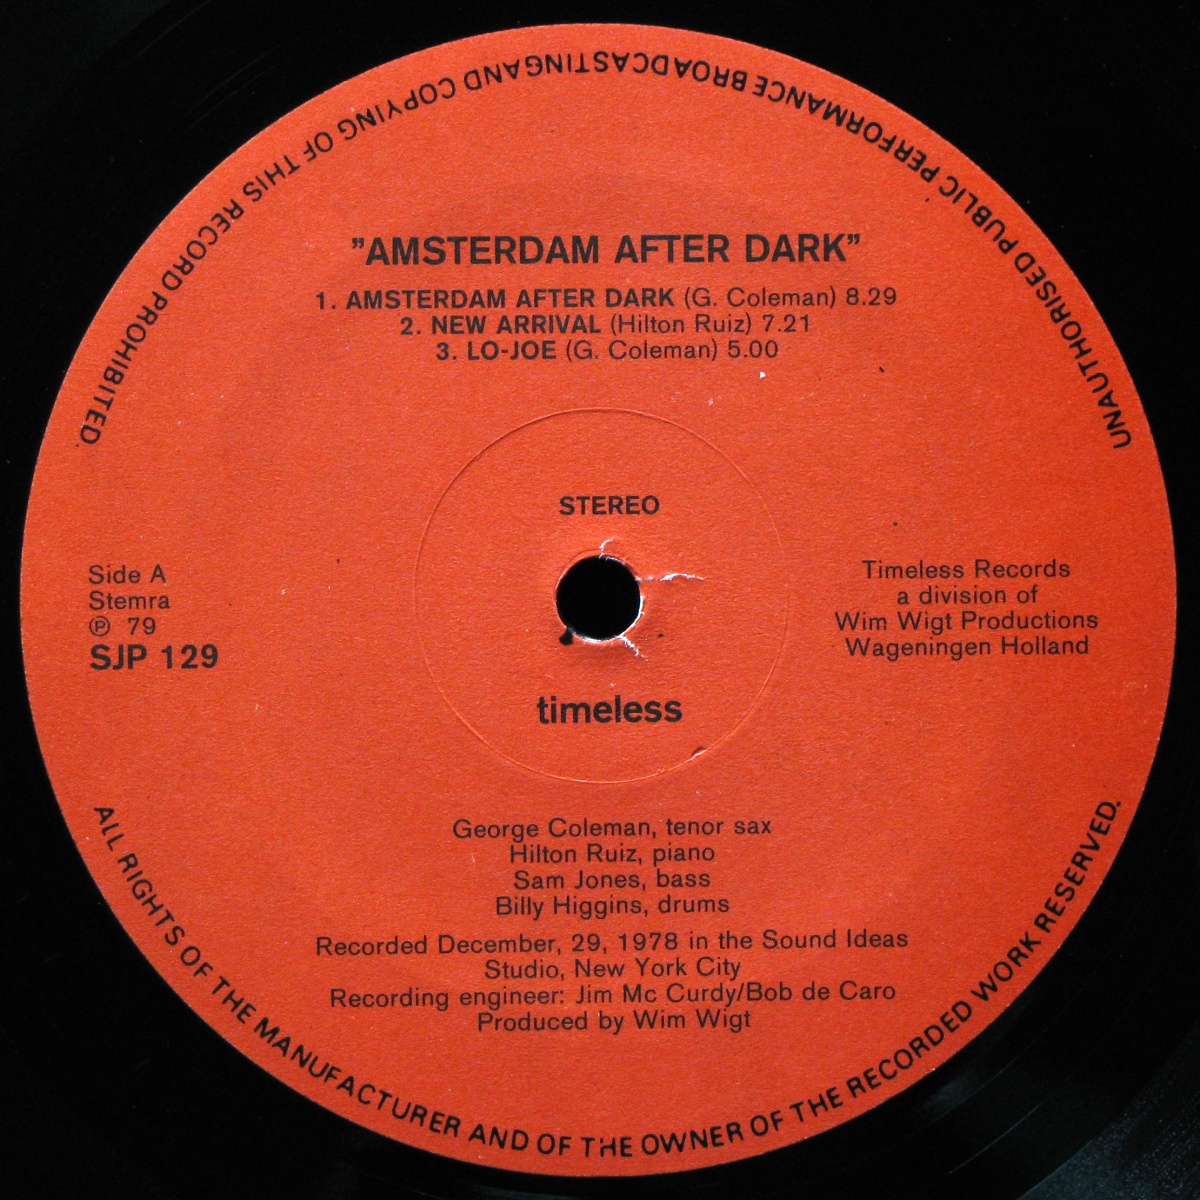 UNAUTHORISED PUBLIC PERFORMANCE BROADCASTING AND COPYING OF THIS RECORD PROHIBITED
"AMSTERDAM AFTER DARK"
1. AMSTERDAM AFTER DARK (G. Coleman) 8.29
2. NEW ARRIVAL (Hilton Ruiz) 7.21
3. LO-JOE (G. Coleman) 5.00
STEREO
Side A
Stemra
℗ 79
SJP 129
Timeless Records
a division of
Wim Wigt Productions
Wageningen Holland
timeless
George Coleman, tenor sax
Hilton Ruiz, piano
Sam Jones, bass
Billy Higgins, drums
Recorded December, 29, 1978 in the Sound Ideas
Studio, New York City
Recording engineer: Jim Mc Curdy/Bob de Caro
Produced by Wim Wigt
ALL RIGHTS OF THE MANUFACTURER AND OF THE OWNER OF THE RECORDED WORK RESERVED.